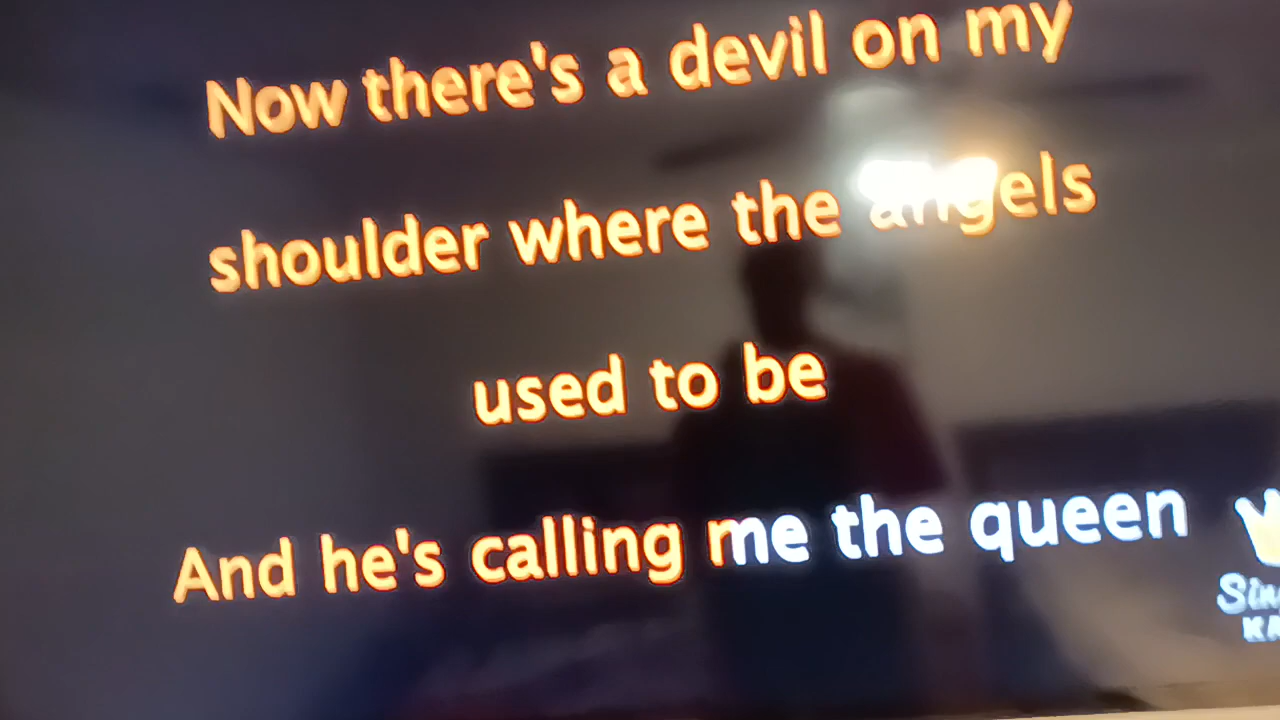 Now there's a devil on my
shoulder where the angels
used to be
And he's calling me the queen